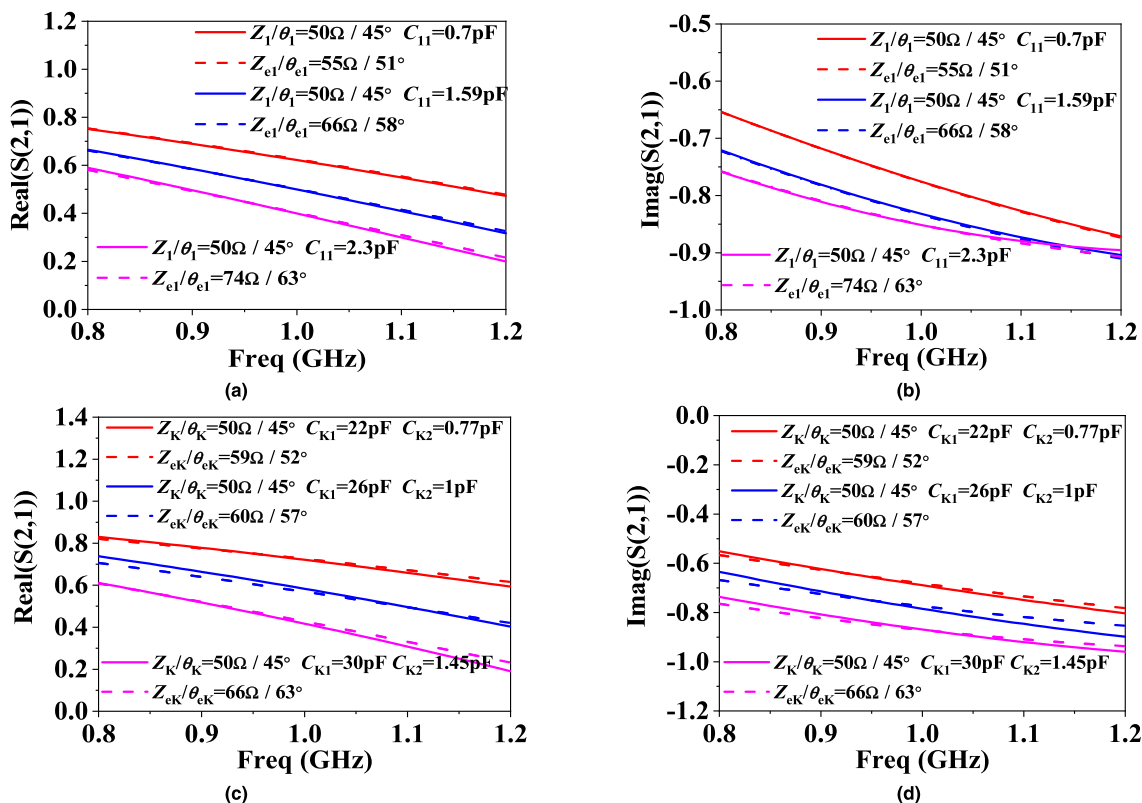 1.2
1.0
0.8
0.6
0.4
0.2
0.0
Real(S(2,1))
Z1/θ1=50Ω / 45° C11=0.7pF
Ze1/θe1=55Ω / 51°
Z1/θ1=50Ω / 45° C11=1.59pF
Ze1/θe1=66Ω / 58°
Z1/θ1=50Ω / 45° C11=2.3pF
Ze1/θe1=74Ω / 63°
0.8 0.9 1.0 1.1 1.2
Freq (GHz)
(a)
-0.5
-0.6
-0.7
-0.8
-0.9
-1.0
Imag(S(2,1))
Z1/θ1=50Ω / 45° C11=0.7pF
Ze1/θe1=55Ω / 51°
Z1/θ1=50Ω / 45° C11=1.59pF
Ze1/θe1=66Ω / 58°
Z1/θ1=50Ω / 45° C11=2.3pF
Ze1/θe1=74Ω / 63°
0.8 0.9 1.0 1.1 1.2
Freq (GHz)
(b)
1.4
1.2
1.0
0.8
0.6
0.4
0.2
0.0
Real(S(2,1))
ZK/θK=50Ω / 45° CK1=22pF CK2=0.77pF
ZeK/θeK=59Ω / 52°
ZK/θK=50Ω / 45° CK1=26pF CK2=1pF
ZeK/θeK=60Ω / 57°
ZK/θK=50Ω / 45° CK1=30pF CK2=1.45pF
ZeK/θeK=66Ω / 63°
0.8 0.9 1.0 1.1 1.2
Freq (GHz)
(c)
0.0
-0.2
-0.4
-0.6
-0.8
-1.0
-1.2
Imag(S(2,1))
ZK/θK=50Ω / 45° CK1=22pF CK2=0.77pF
ZeK/θeK=59Ω / 52°
ZK/θK=50Ω / 45° CK1=26pF CK2=1pF
ZeK/θeK=60Ω / 57°
ZK/θK=50Ω / 45° CK1=30pF CK2=1.45pF
ZeK/θeK=66Ω / 63°
0.8 0.9 1.0 1.1 1.2
Freq (GHz)
(d)